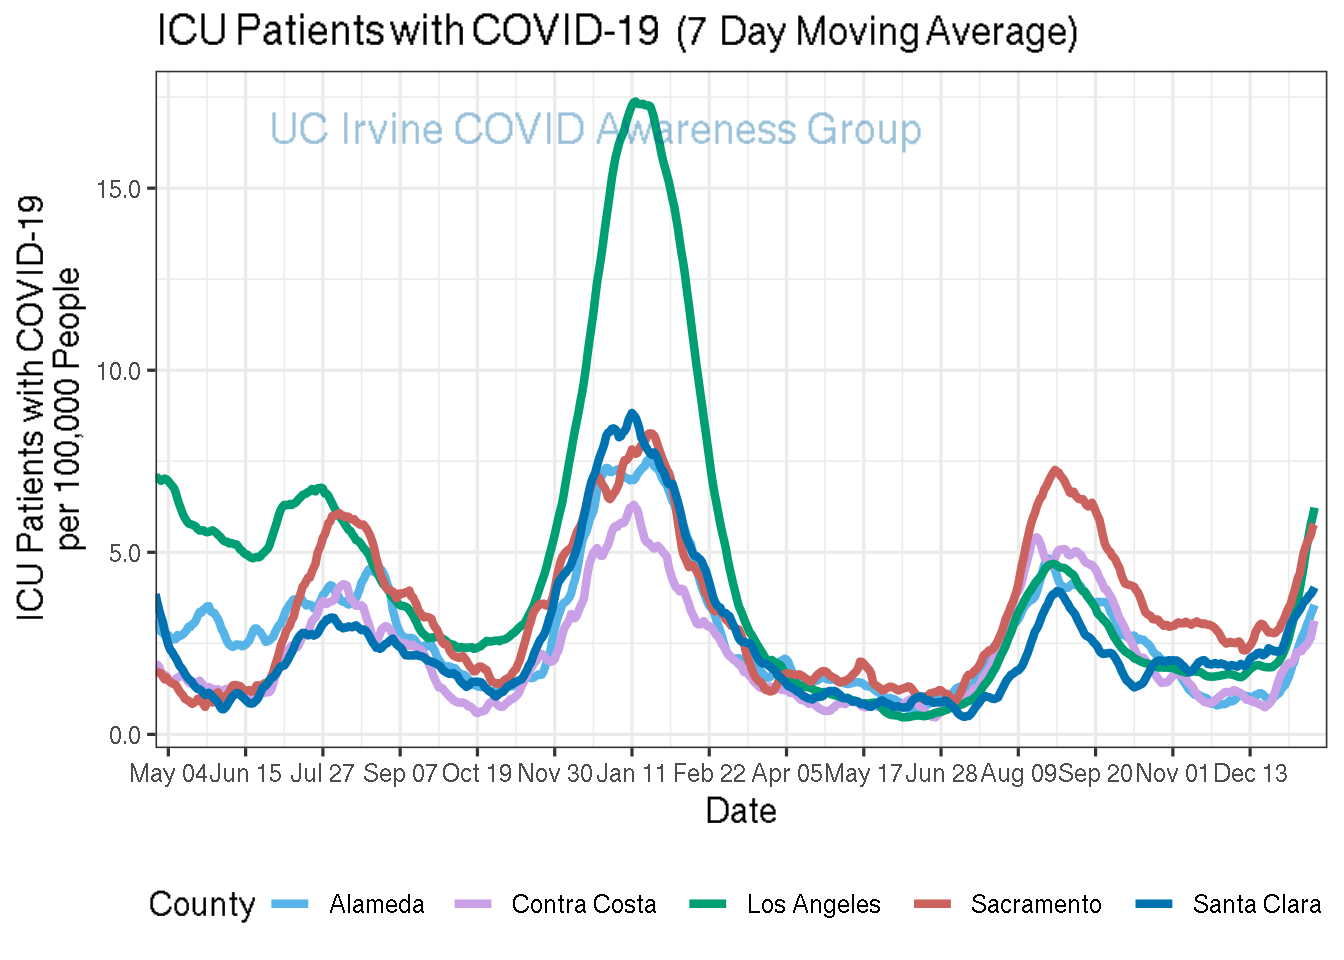 ICU Patients with COVID-19 (7 Day Moving Average)
UC Irvine COVID Awareness Group
ICU Patients with COVID-19
per 100,000 People
15.0
10.0
5.0
0.0
May 04 Jun 15 Jul 27 Sep 07 Oct 19 Nov 30 Jan 11 Feb 22 Apr 05 May 17 Jun 28 Aug 09 Sep 20 Nov 01 Dec 13
Date
County Alameda Contra Costa Los Angeles Sacramento Santa Clara